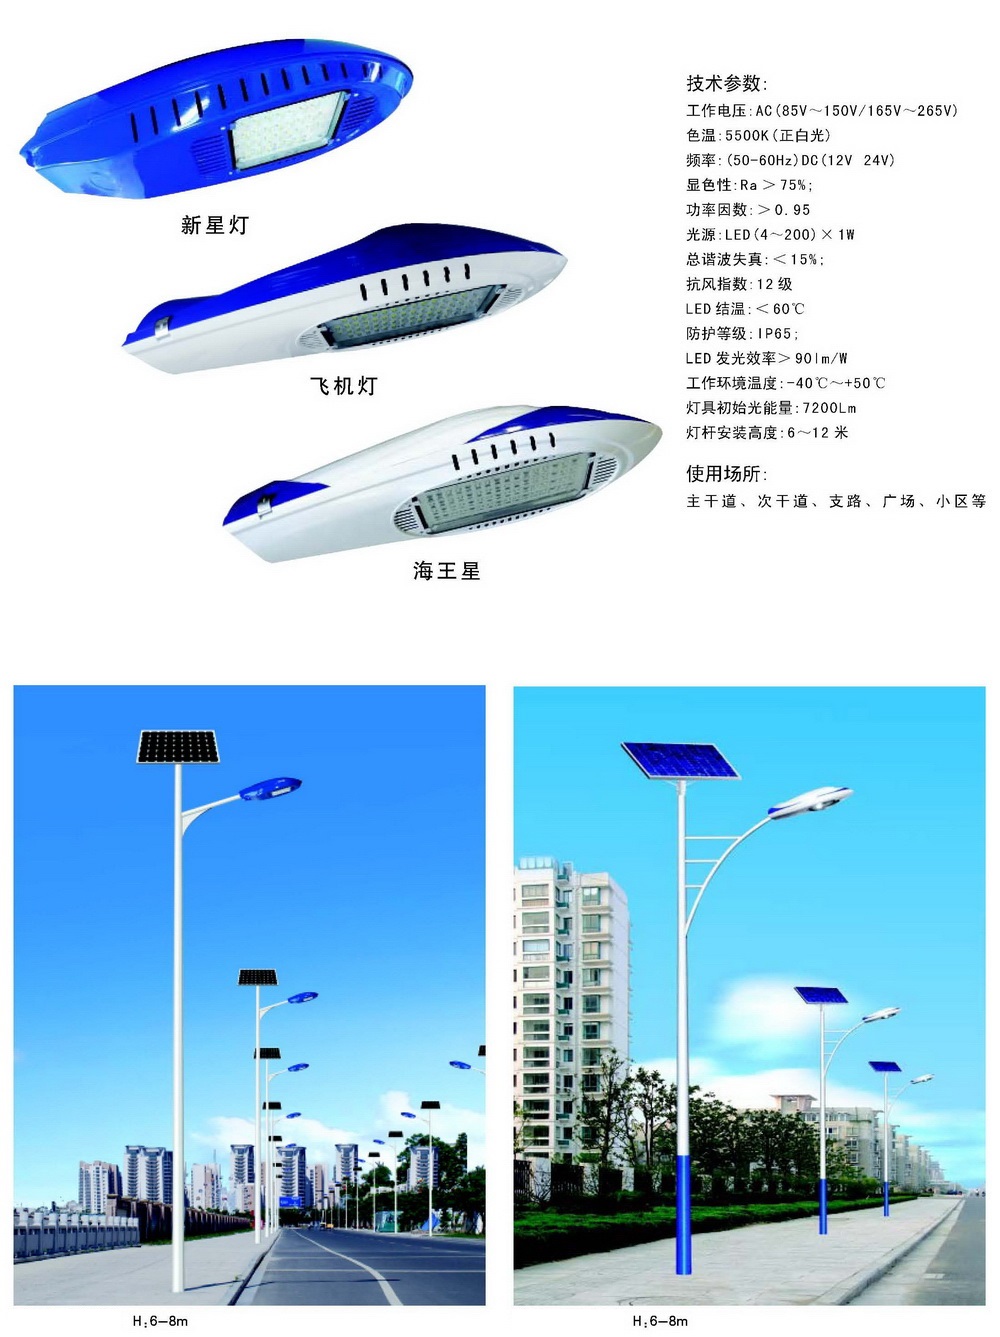 新星灯
飞机灯
海王星
技术参数:
工作电压:AC(85V～150V/165V～265V)
色温:5500K(正白光)
频率:(50-60Hz)DC(12V 24V)
显色性:Ra＞75%;
功率因数:＞0.95
光源:LED(4～200)×1W
总谐波失真:＜15%;
抗风指数:12级
LED结温:＜60℃
防护等级:IP65;
LED发光效率＞90lm/W
工作环境温度:-40℃～+50℃
灯具初始光能量:7200Lm
灯杆安装高度:6～12米
使用场所:
主干道、次干道、支路、广场、小区等
H:6-8m
H:6-8m